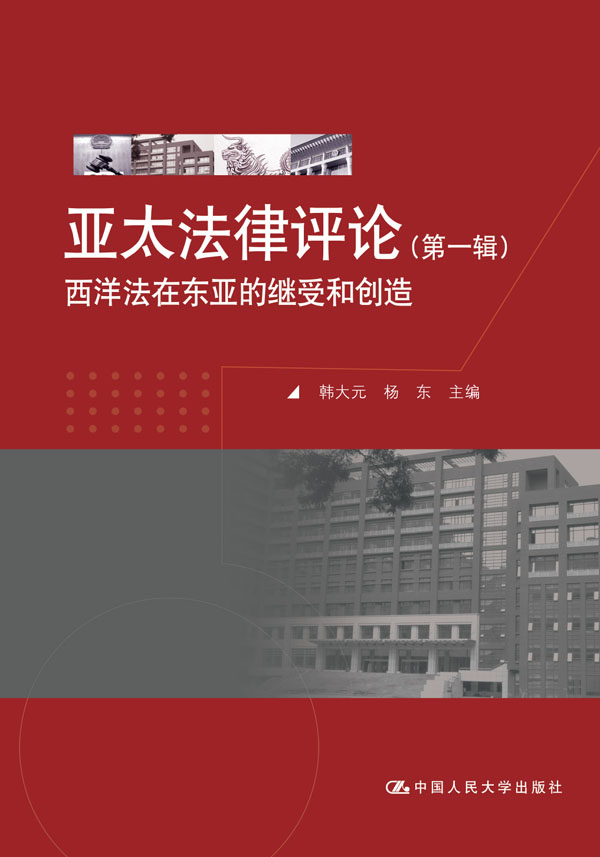 亚太法律评论(第一辑)
西洋法在东亚的继受和创造
韩大元 杨 东 主编
中国人民大学出版社